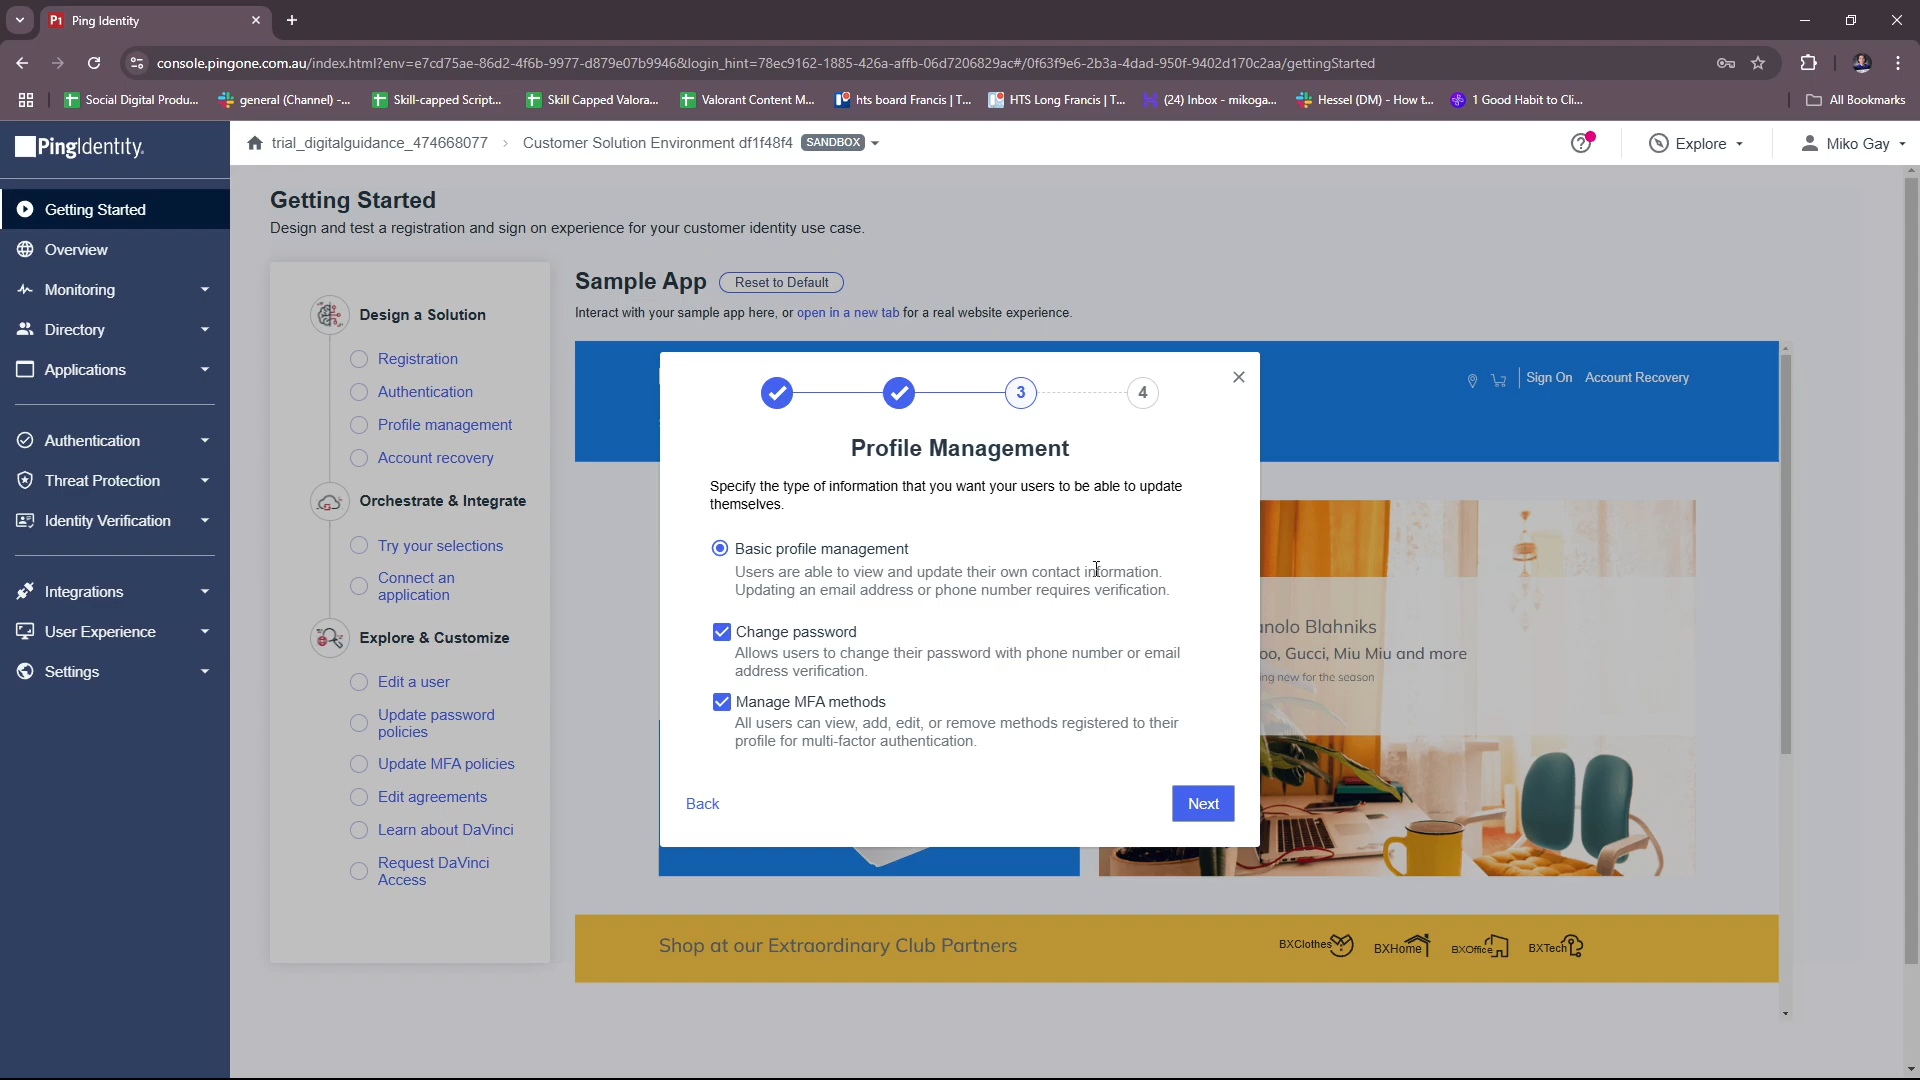 Ping Identity
console.pingone.com.au/index.html?env=e7cd75ae-86d2-4f6b-9977-d879e07b9946&login_hint=78ec9162-1885-426a-affb-06d7206829ac#/0f63f9e6-2b3a-4dad-950f-9402d170c2aa/gettingStarted
Social Digital Produ...
general (Channel) -...
Skill-capped Script...
Skill Capped Valora...
Valorant Content M...
hts board Francis | T...
HTS Long Francis | T...
(24) Inbox - mikoga...
Hessel (DM) - How t...
1 Good Habit to Cli...
All Bookmarks
PingIdentity.
trial_digitalguidance_474668077
Customer Solution Environment df1f48f4 SANDBOX
Explore
Miko Gay
Getting Started
Overview
Monitoring
Directory
Applications
Authentication
Threat Protection
Identity Verification
Integrations
User Experience
Settings
Getting Started
Design and test a registration and sign on experience for your customer identity use case.
Design a Solution
Registration
Authentication
Profile management
Account recovery
Orchestrate & Integrate
Try your selections
Connect an
application
Explore & Customize
Edit a user
Update password
policies
Update MFA policies
Edit agreements
Learn about DaVinci
Request DaVinci
Access
Sample App Reset to Default
Interact with your sample app here, or open in a new tab for a real website experience.
Sign On Account Recovery
3
4
Profile Management
Specify the type of information that you want your users to be able to update
themselves.
Basic profile management
Users are able to view and update their own contact information.
Updating an email address or phone number requires verification.
Change password
Allows users to change their password with phone number or email
address verification.
Manage MFA methods
All users can view, add, edit, or remove methods registered to their
profile for multi-factor authentication.
Back
Next
anolo Blahniks
oo, Gucci, Miu Miu and more
ing new for the season
Shop at our Extraordinary Club Partners
BXClothes
BXHome
BXOffice
BXTech